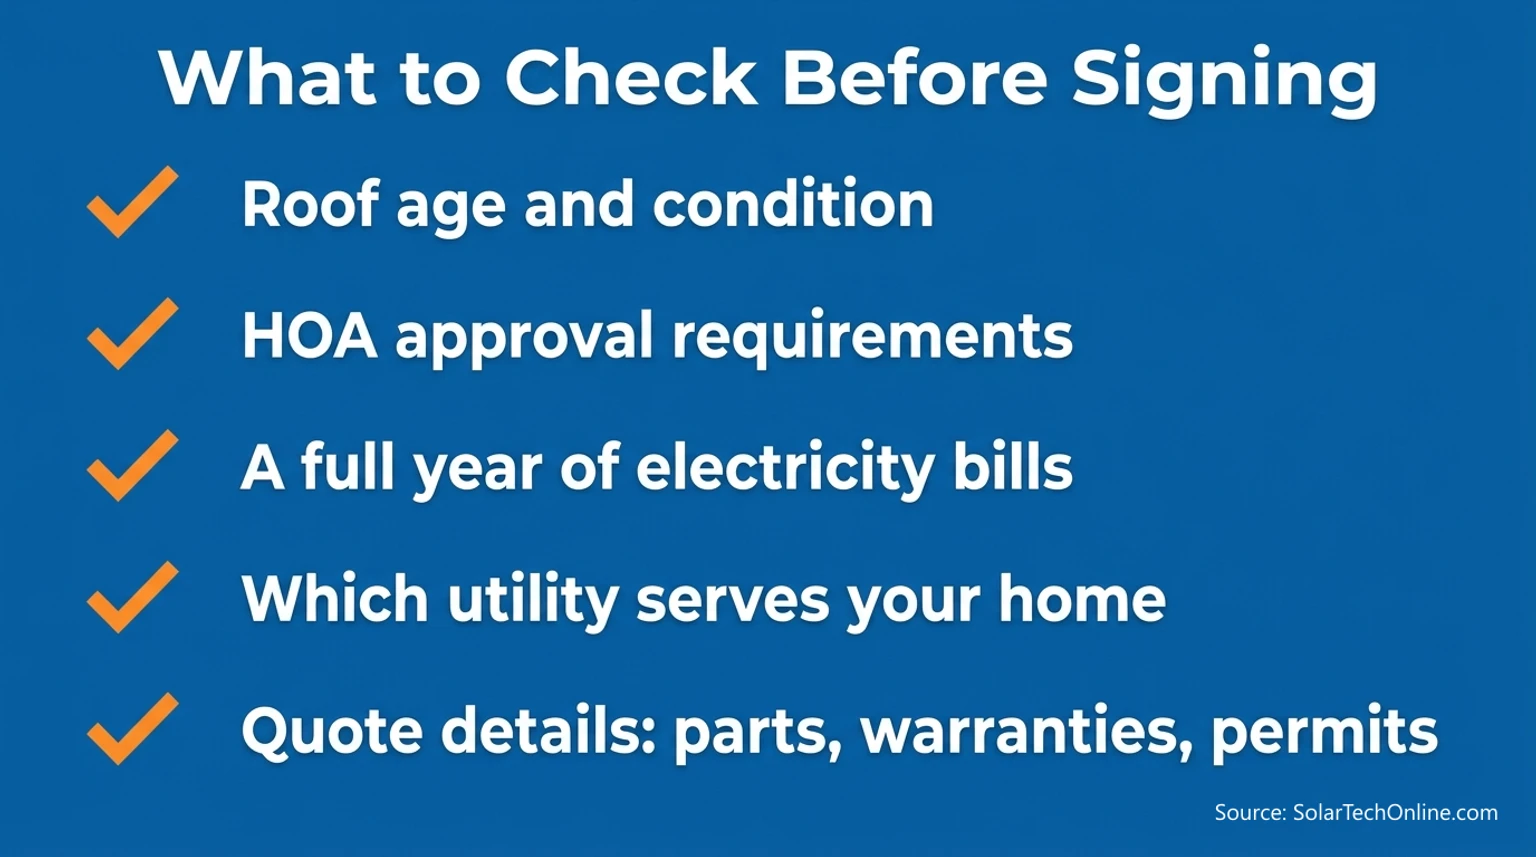 What to Check Before Signing
Roof age and condition
HOA approval requirements
A full year of electricity bills
Which utility serves your home
Quote details: parts, warranties, permits
Source: SolarTechOnline.com